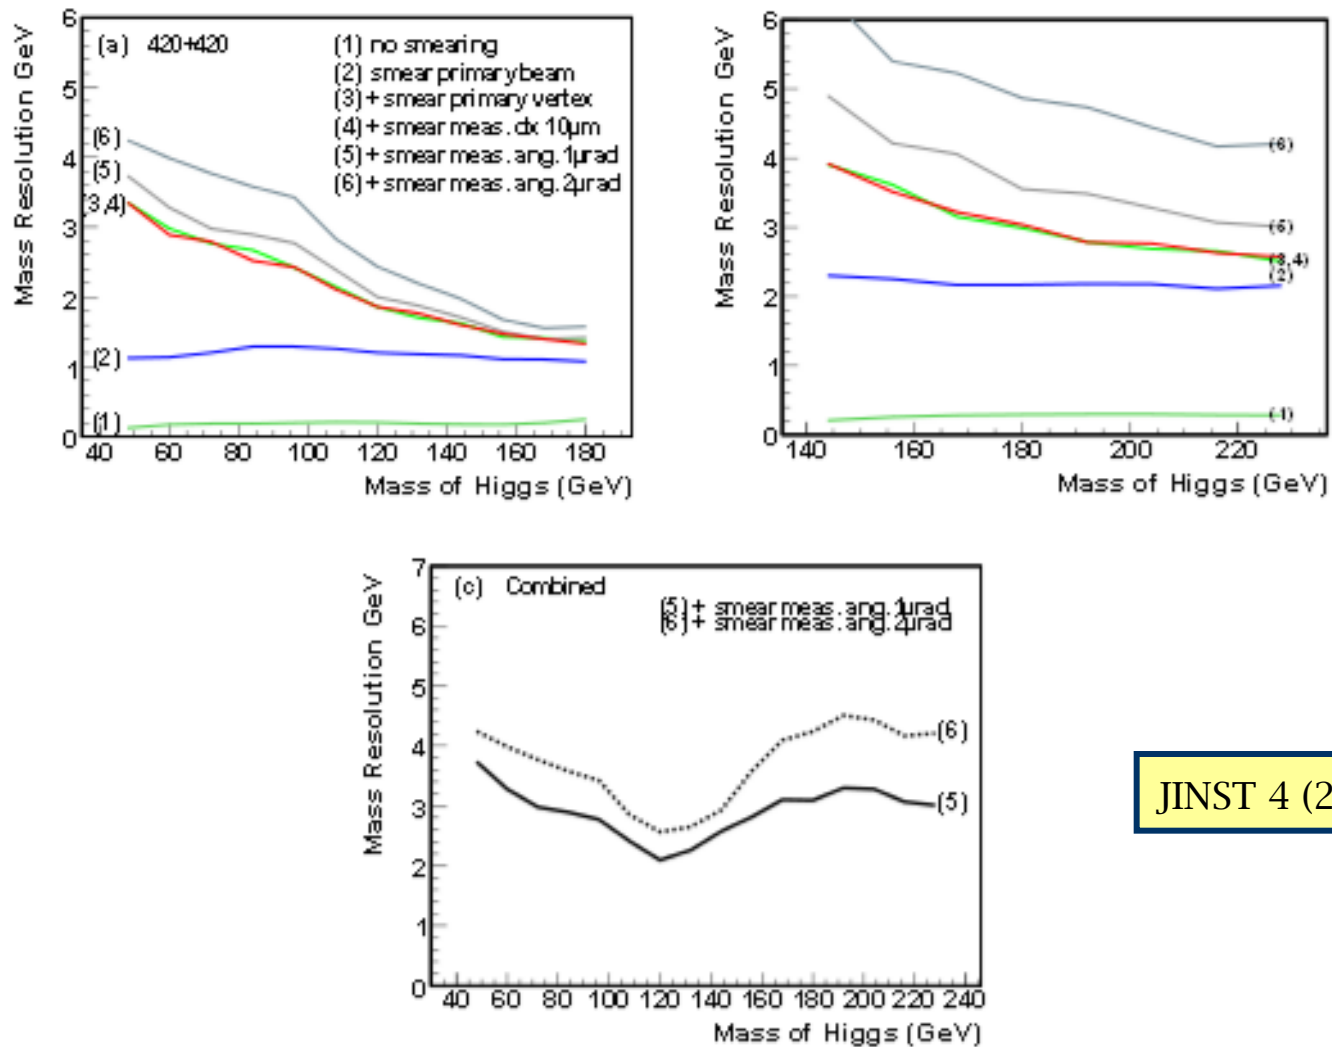 (a) 420+420
(1) no smearing
(2) smear primary beam
(3)+ smear primary vertex
(4)+ smear meas. dx 10μm
(5)+ smear meas. ang. 1μrad
(6)+ smear meas. ang. 2μrad
Mass Resolution GeV
6
5
4
3
2
1
0
(6)
(5)
(3,4)
(2)
(1)
40 60 80 100 120 140 160 180
Mass of Higgs (GeV)
Mass Resolution GeV
6
5
4
3
2
1
0
(6)
(5)
(3,4)
(2)
(1)
140 160 180 200 220
Mass of Higgs (GeV)
(c) Combined
(5)+ smear meas. ang. 1μrad
(6)+ smear meas. ang. 2μrad
Mass Resolution GeV
7
6
5
4
3
2
1
0
(6)
(5)
40 60 80 100 120 140 160 180 200 220 240
Mass of Higgs (GeV)
JINST 4 (2